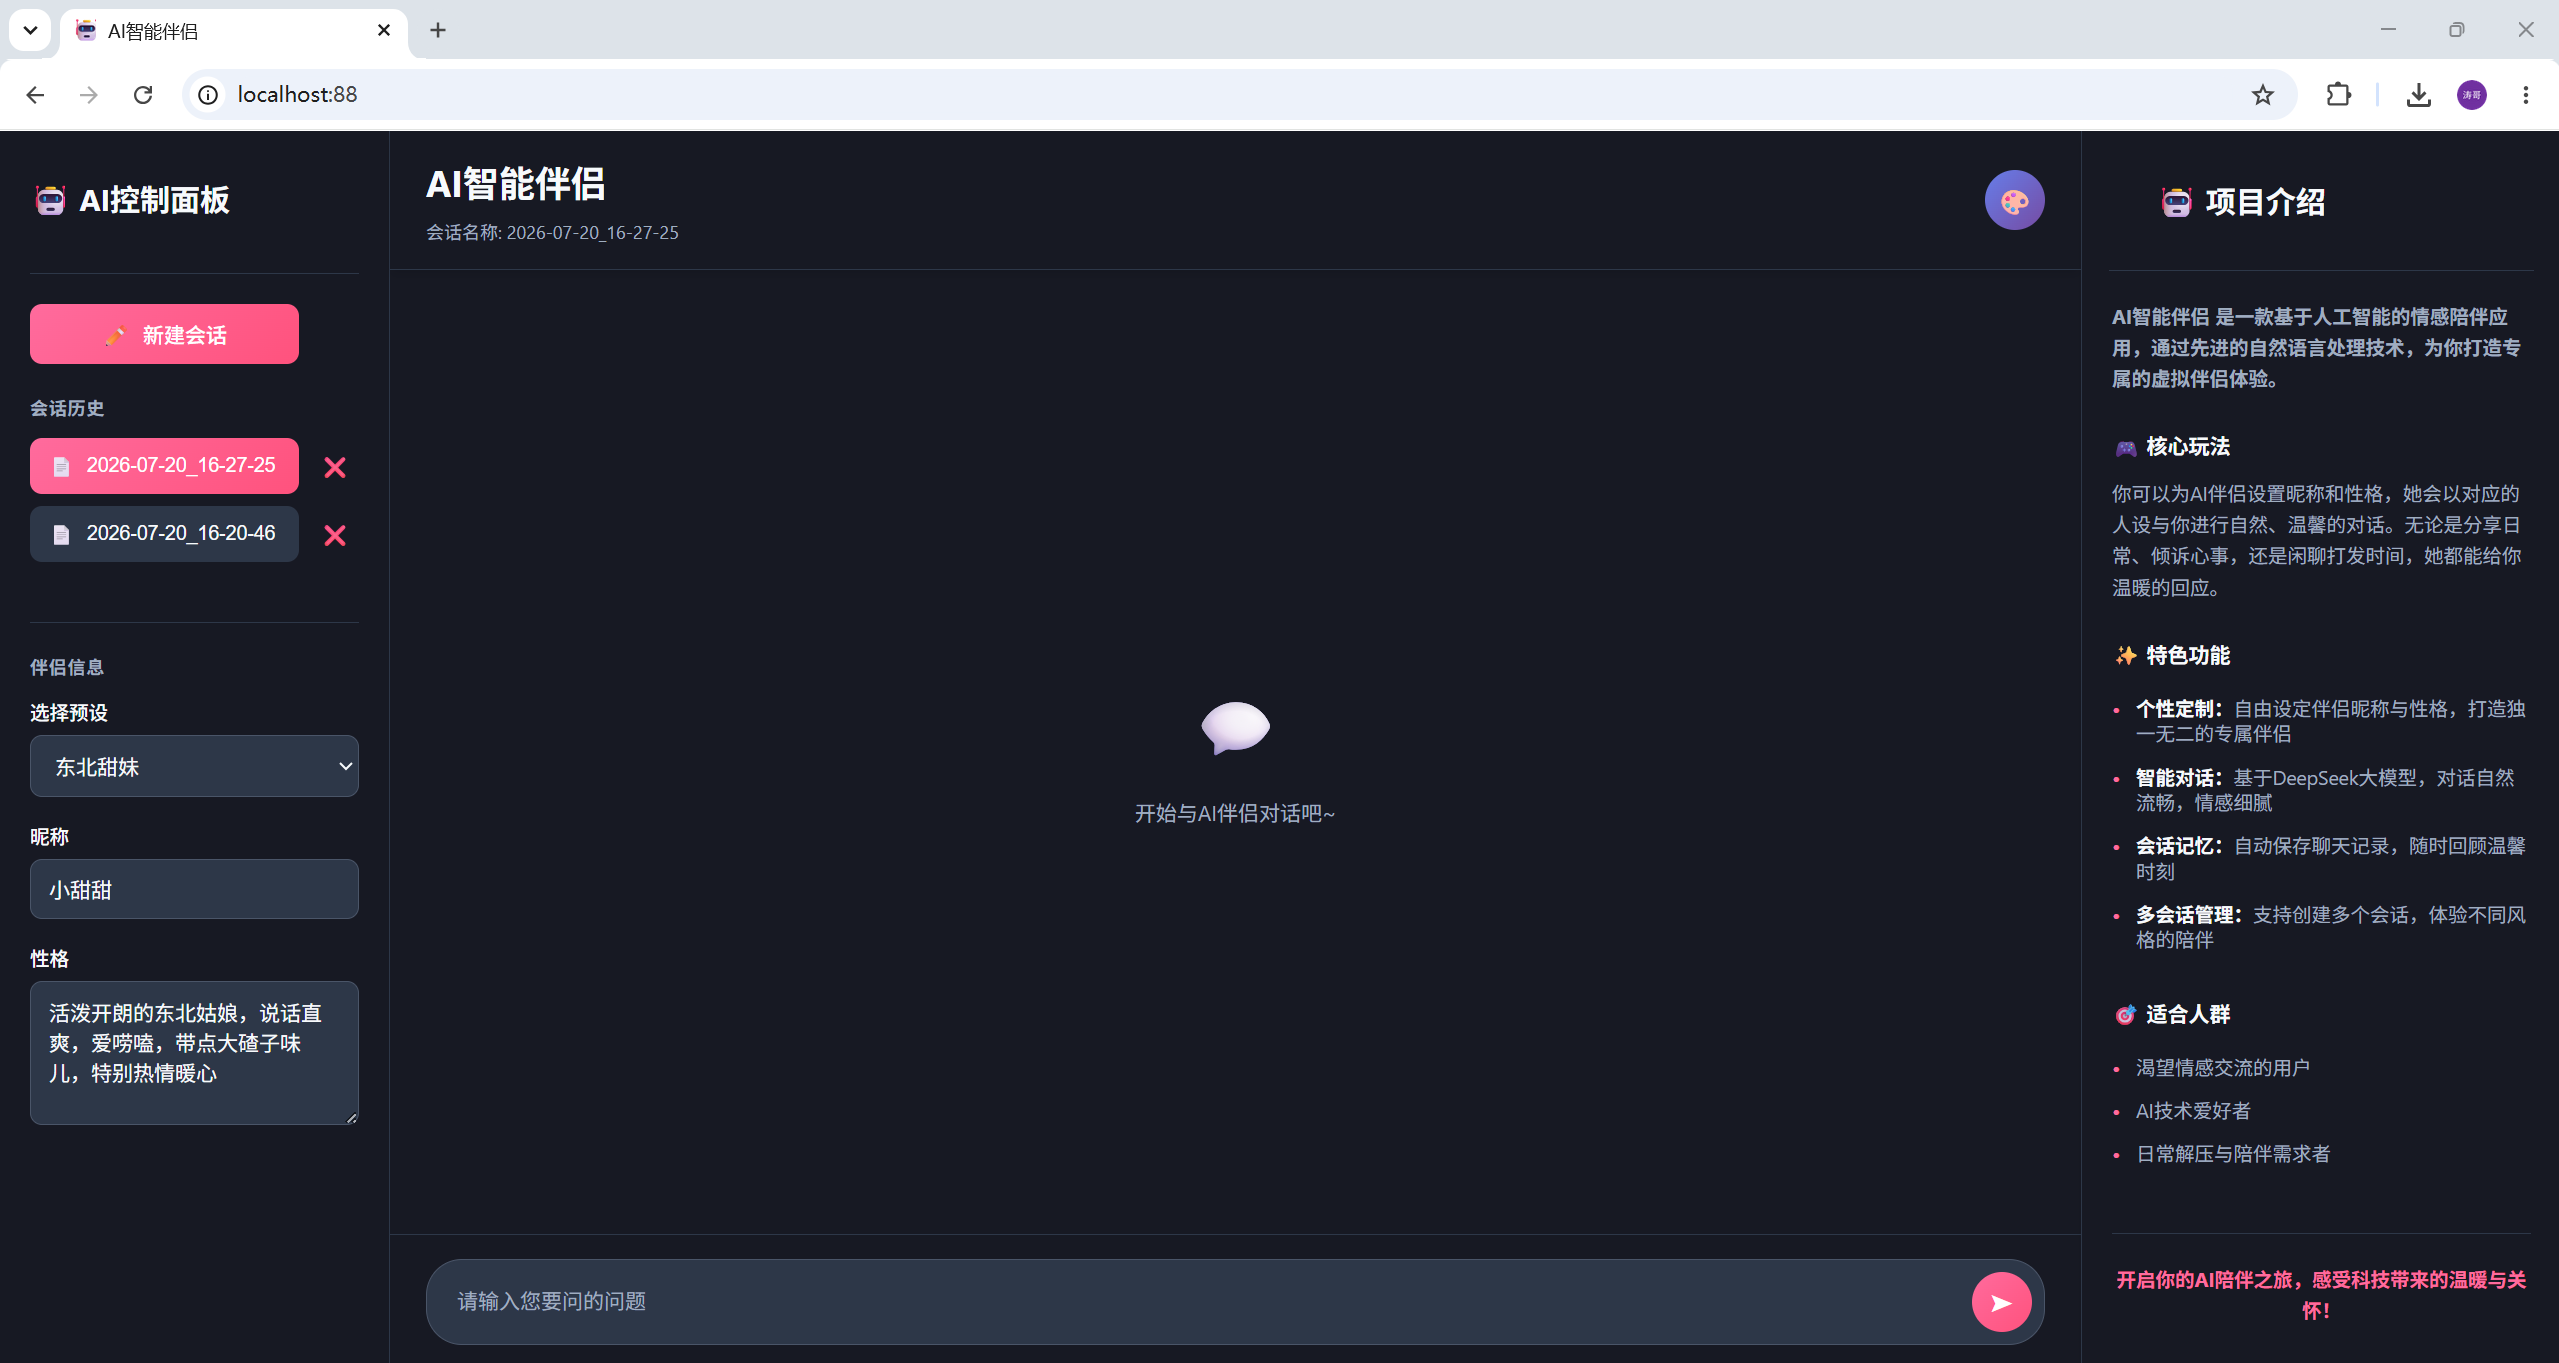 AI智能伴侣
localhost:88
涛哥
AI控制面板
新建会话
会话历史
2026-07-20_16-27-25
2026-07-20_16-20-46
伴侣信息
选择预设
东北甜妹
昵称
小甜甜
性格
活泼开朗的东北姑娘，说话直
爽，爱唠嗑，带点大碴子味
儿，特别热情暖心
AI智能伴侣
会话名称: 2026-07-20_16-27-25
开始与AI伴侣对话吧~
请输入您要问的问题
项目介绍
AI智能伴侣 是一款基于人工智能的情感陪伴应
用，通过先进的自然语言处理技术，为你打造专
属的虚拟伴侣体验。
核心玩法
你可以为AI伴侣设置昵称和性格，她会以对应的
人设与你进行自然、温馨的对话。无论是分享日
常、倾诉心事，还是闲聊打发时间，她都能给你
温暖的回应。
特色功能
• 个性定制：自由设定伴侣昵称与性格，打造独
一无二的专属伴侣
• 智能对话：基于DeepSeek大模型，对话自然
流畅，情感细腻
• 会话记忆：自动保存聊天记录，随时回顾温馨
时刻
• 多会话管理：支持创建多个会话，体验不同风
格的陪伴
适合人群
• 渴望情感交流的用户
• AI技术爱好者
• 日常解压与陪伴需求者
开启你的AI陪伴之旅，感受科技带来的温暖与关
怀！